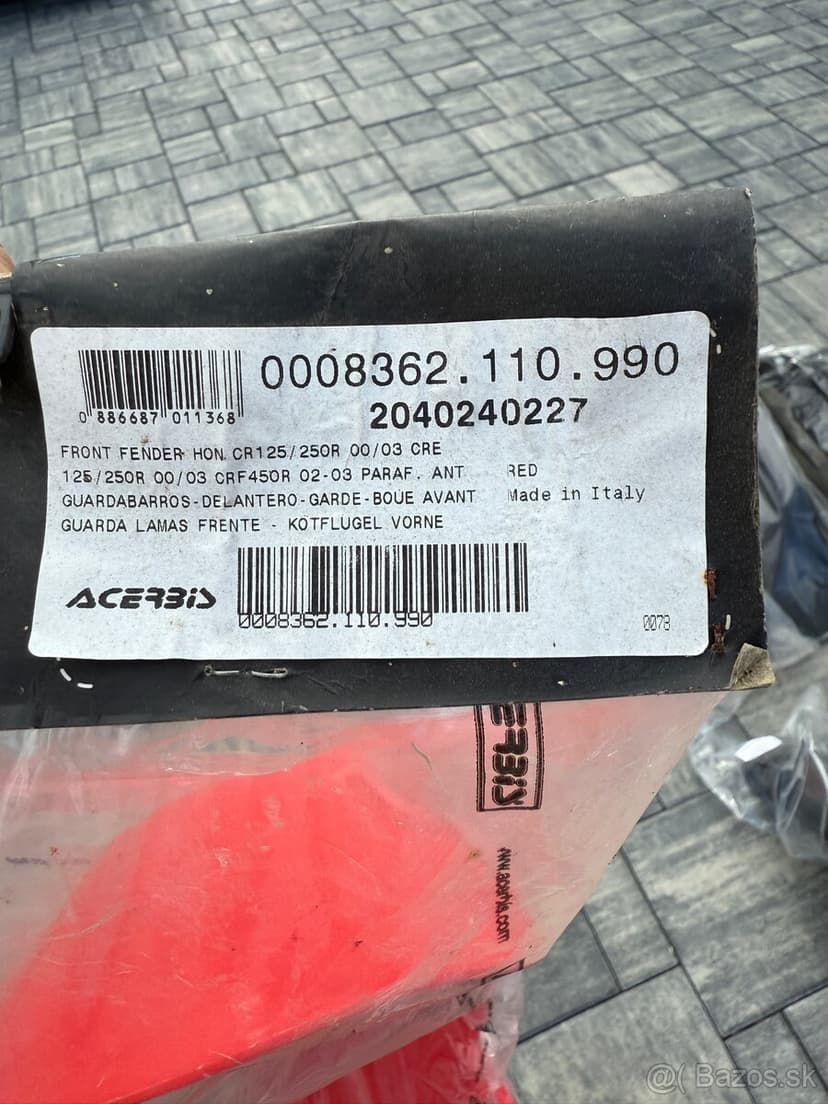 0008362.110.990
0 886687 011368
2040240227
FRONT FENDER HON CR125/250R 00/03 CRE
125/250R 00/03 CRF450R 02-03 PARAF. ANT RED
GUARDABARROS-DELANTERO-GARDE-BOUE AVANT Made in Italy
GUARDA LAMAS FRENTE - KOTFLUGEL VORNE
ACERBIS
0008362.110.990
0078
www.acerbis.com
@( Bazos.sk